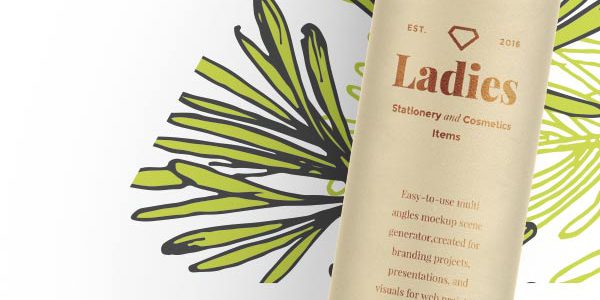 EST. 2016
Ladies
Stationery and Cosmetics
Items
Easy-to-use multi
angles mockup scene
generator,created for
branding projects,
presentations, and
visuals for web